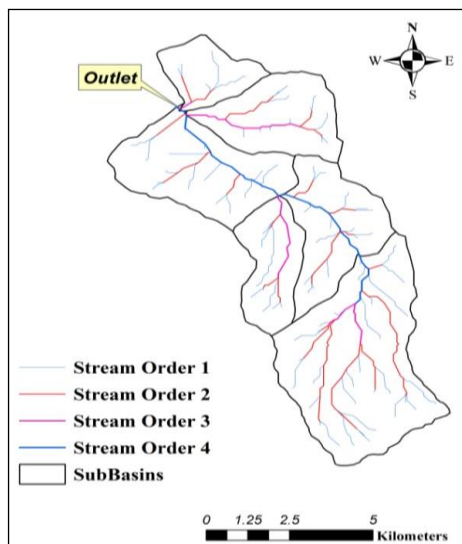 N
W E
S
Outlet
Stream Order 1
Stream Order 2
Stream Order 3
Stream Order 4
SubBasins
0 1.25 2.5 5
Kilometers